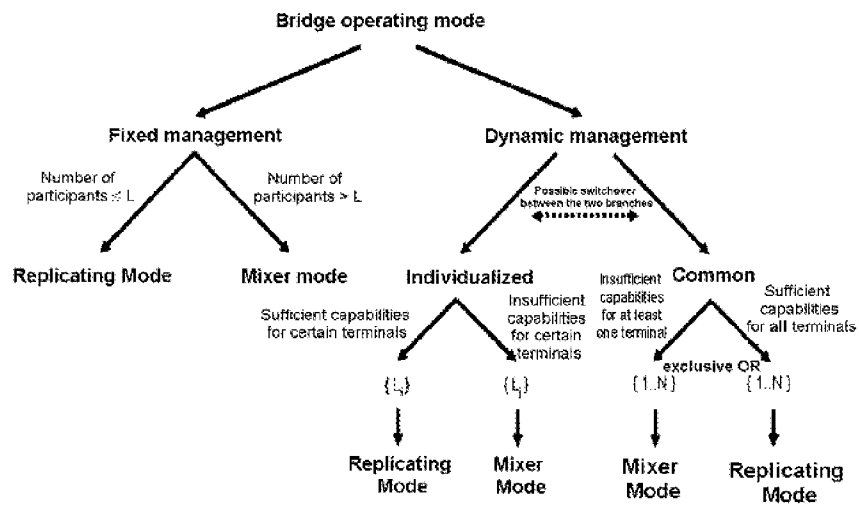 Bridge operating mode
Fixed management
Dynamic management
Number of
participants ≤ L
Number of
participants > L
Possible switchover
between the two branches
Replicating Mode
Mixer mode
Individualized
Common
Sufficient capabilities
for certain terminals
Insufficient
capabilities
for certain
terminals
Insufficient
capabilities
for at least
one terminal
Sufficient
capabilities
for all terminals
exclusive OR
{1..N}
{1..N}
Replicating
Mode
Mixer
Mode
Mixer
Mode
Replicating
Mode